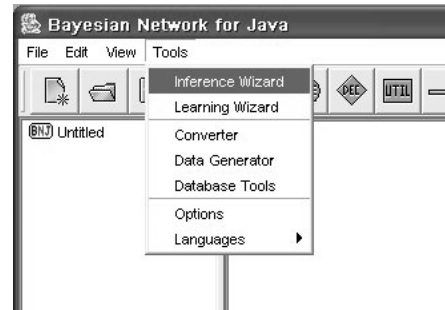 Bayesian Network for Java
File Edit View Tools
Inference Wizard
Learning Wizard
DEC UTIL
BNJ Untitled
Converter
Data Generator
Database Tools
Options
Languages